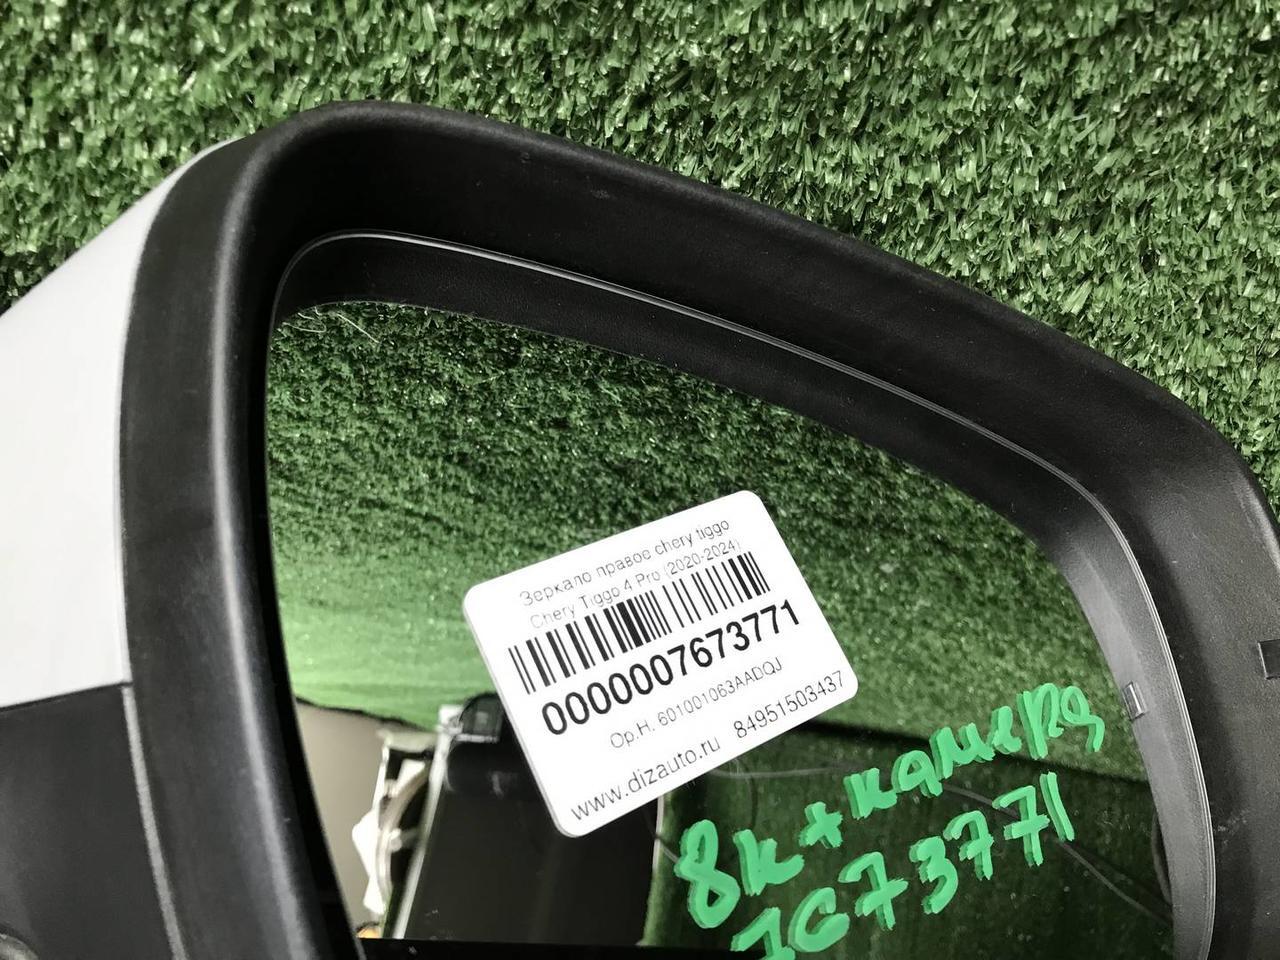 Зеркало правое chery tiggo
Chery Tiggo 4 Pro (2020-2024)
0000007673771
Ор.Н. 601001063AADQJ
www.dizauto.ru 84951503437
8к+камера
7673771